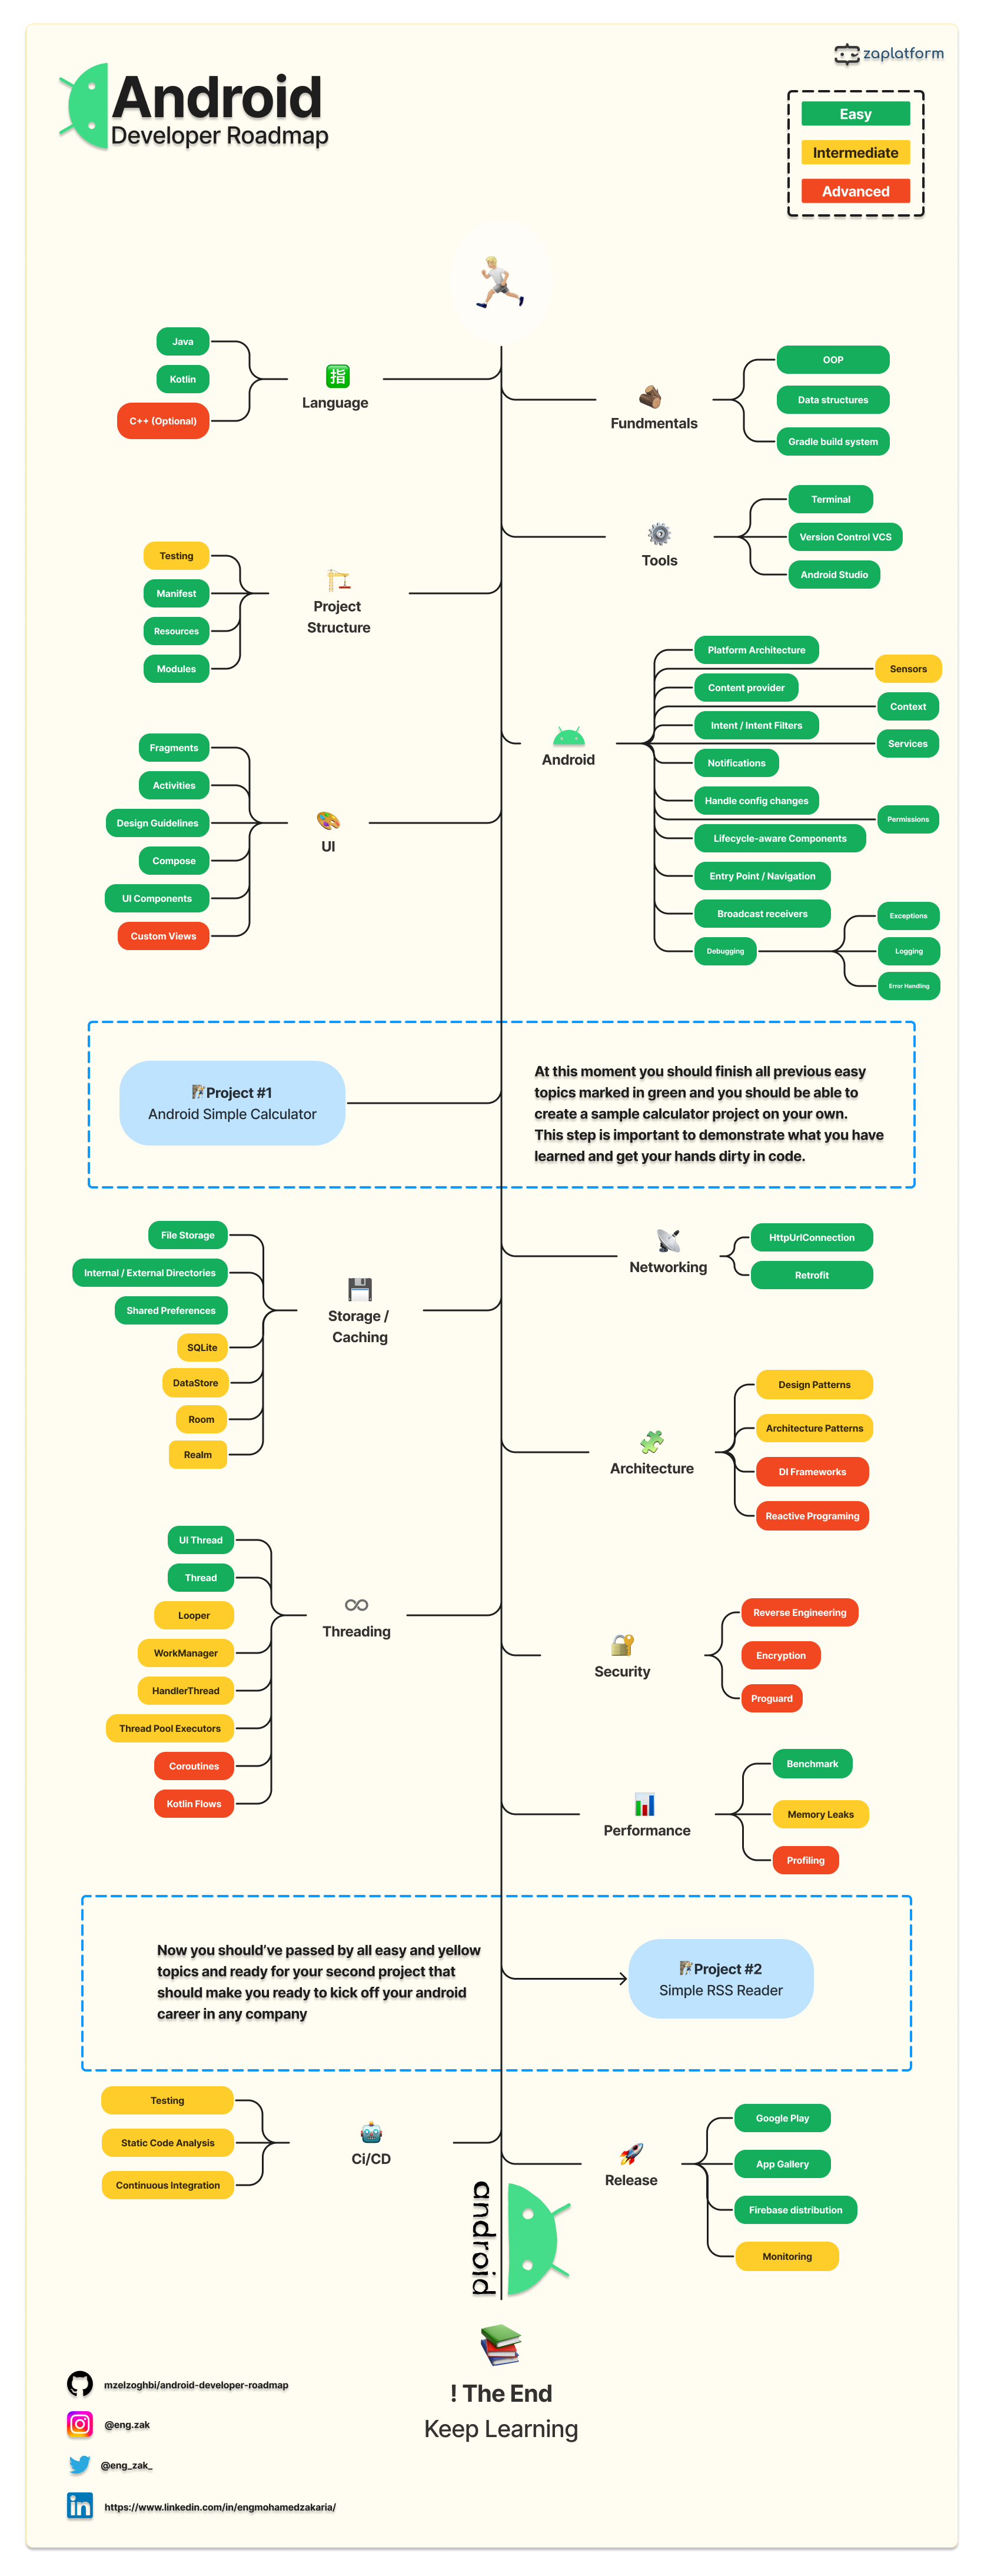 zaplatform
Android
Developer Roadmap
Easy
Intermediate
Advanced
Java
Kotlin
C++ (Optional)
指
Language
Fundmentals
OOP
Data structures
Gradle build system
Tools
Terminal
Version Control VCS
Android Studio
Testing
Manifest
Resources
Modules
Project
Structure
Android
Platform Architecture
Sensors
Content provider
Context
Intent / Intent Filters
Services
Notifications
Handle config changes
Permissions
Lifecycle-aware Components
Entry Point / Navigation
Broadcast receivers
Debugging
Exceptions
Logging
Error Handling
Fragments
Activities
Design Guidelines
Compose
UI Components
Custom Views
UI
Project #1
Android Simple Calculator
At this moment you should finish all previous easy
topics marked in green and you should be able to
create a sample calculator project on your own.
This step is important to demonstrate what you have
learned and get your hands dirty in code.
File Storage
Internal / External Directories
Shared Preferences
SQLite
DataStore
Room
Realm
Storage /
Caching
Networking
HttpUrlConnection
Retrofit
Architecture
Design Patterns
Architecture Patterns
DI Frameworks
Reactive Programing
UI Thread
Thread
Looper
WorkManager
HandlerThread
Thread Pool Executors
Coroutines
Kotlin Flows
Threading
Security
Reverse Engineering
Encryption
Proguard
Performance
Benchmark
Memory Leaks
Profiling
Now you should've passed by all easy and yellow
topics and ready for your second project that
should make you ready to kick off your android
career in any company
Project #2
Simple RSS Reader
Testing
Static Code Analysis
Continuous Integration
Ci/CD
Release
Google Play
App Gallery
Firebase distribution
Monitoring
android
! The End
Keep Learning
mzelzoghbi/android-developer-roadmap
@eng.zak
@eng_zak_
in
https://www.linkedin.com/in/engmohamedzakaria/